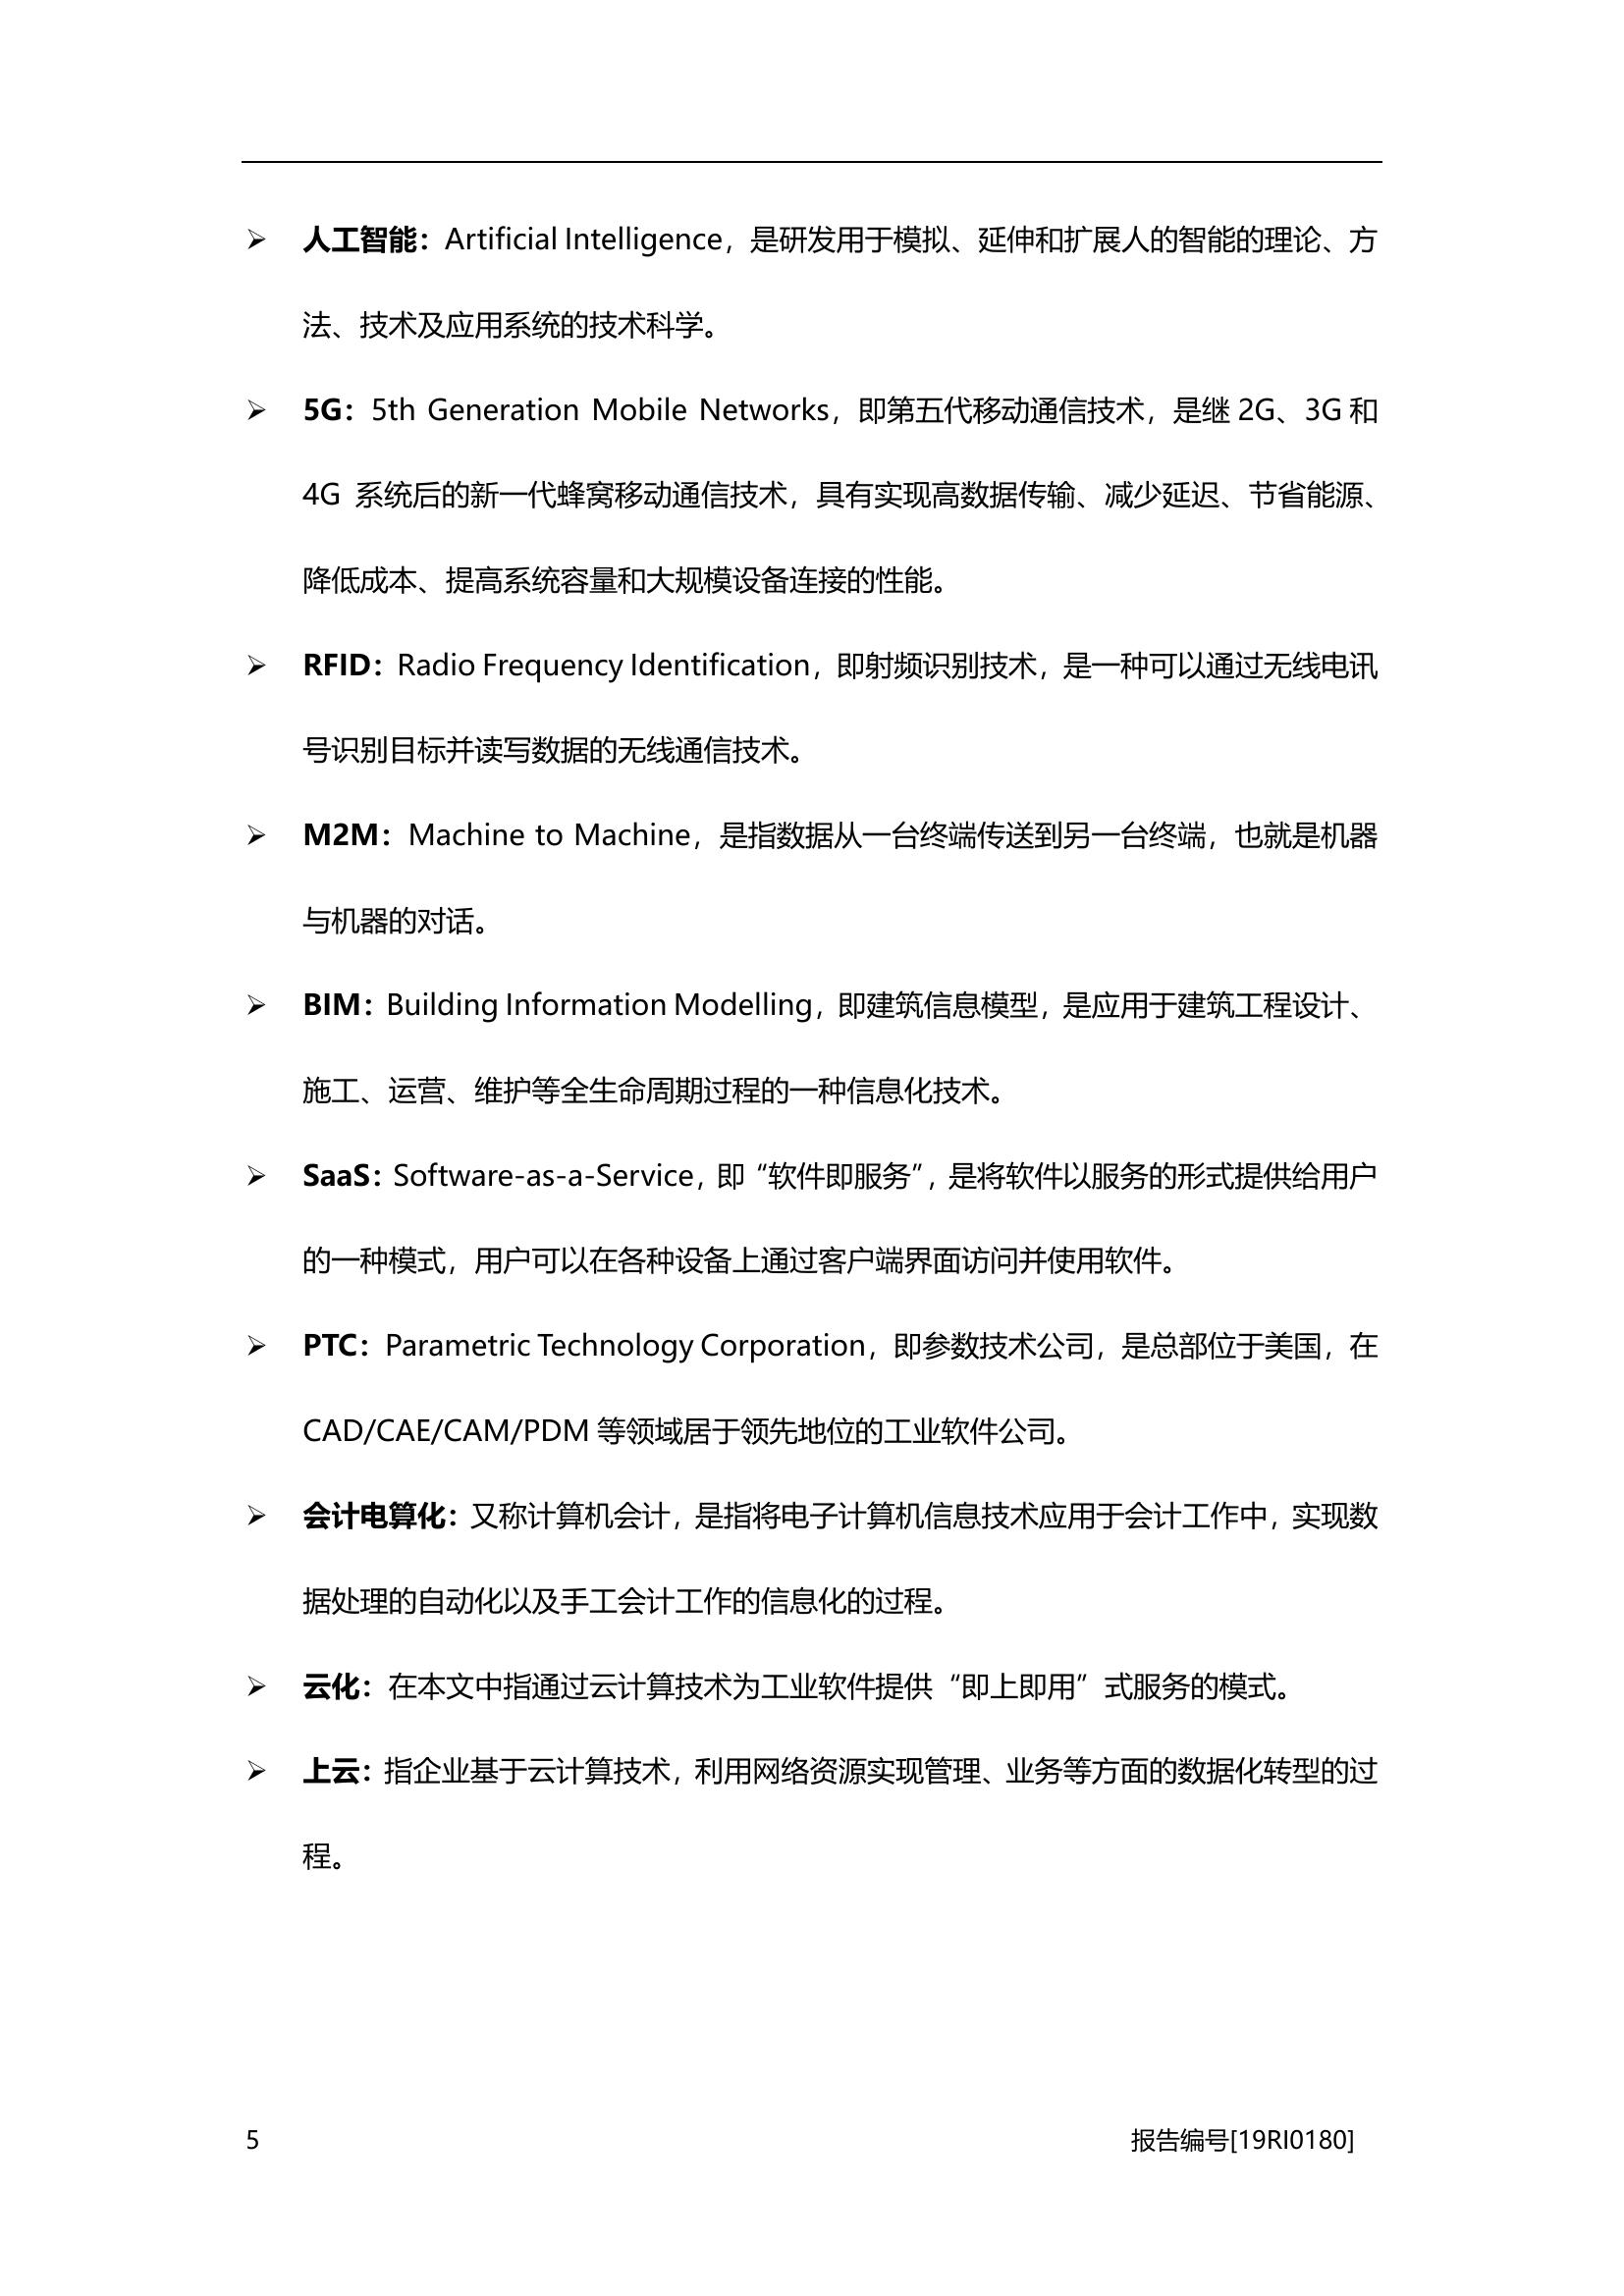 ➢ 人工智能：Artificial Intelligence，是研发用于模拟、延伸和扩展人的智能的理论、方
法、技术及应用系统的技术科学。
➢ 5G：5th Generation Mobile Networks，即第五代移动通信技术，是继 2G、3G 和
4G 系统后的新一代蜂窝移动通信技术，具有实现高数据传输、减少延迟、节省能源、
降低成本、提高系统容量和大规模设备连接的性能。
➢ RFID：Radio Frequency Identification，即射频识别技术，是一种可以通过无线电讯
号识别目标并读写数据的无线通信技术。
➢ M2M：Machine to Machine，是指数据从一台终端传送到另一台终端，也就是机器
与机器的对话。
➢ BIM：Building Information Modelling，即建筑信息模型，是应用于建筑工程设计、
施工、运营、维护等全生命周期过程的一种信息化技术。
➢ SaaS：Software-as-a-Service，即“软件即服务”，是将软件以服务的形式提供给用户
的一种模式，用户可以在各种设备上通过客户端界面访问并使用软件。
➢ PTC：Parametric Technology Corporation，即参数技术公司，是总部位于美国，在
CAD/CAE/CAM/PDM 等领域居于领先地位的工业软件公司。
➢ 会计电算化：又称计算机会计，是指将电子计算机信息技术应用于会计工作中，实现数
据处理的自动化以及手工会计工作的信息化的过程。
➢ 云化：在本文中指通过云计算技术为工业软件提供“即上即用”式服务的模式。
➢ 上云：指企业基于云计算技术，利用网络资源实现管理、业务等方面的数据化转型的过
程。
5 报告编号[19RI0180]